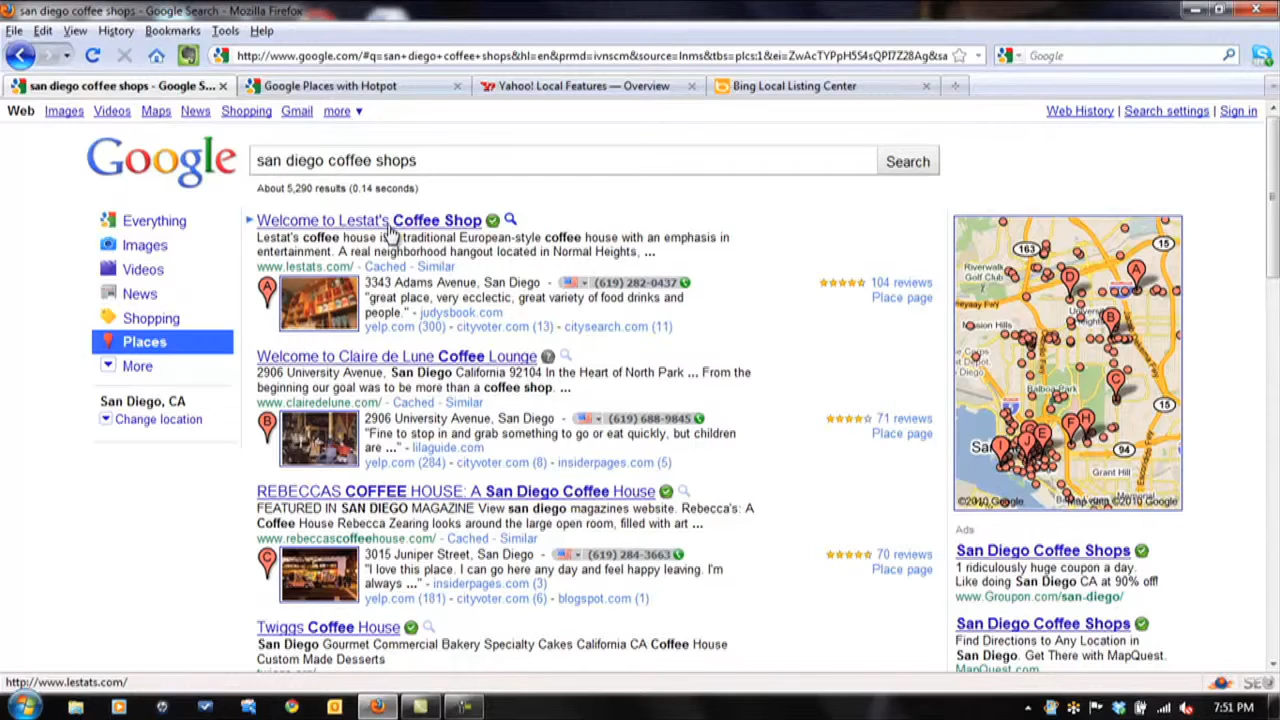 san diego coffee shops - Google Search - Mozilla Firefox
File Edit View History Bookmarks Tools Help
http://www.google.com/#q=san+diego+coffee+shops&hl=en&prmd=ivnscm&source=lnms&tbs=plcs:1&ei=ZwAcTYPpH5S4sQPI7Z28Ag&sa
Google
san diego coffee shops - Google S...
Google Places with Hotpot
Yahoo! Local Features — Overview
Bing Local Listing Center
Web Images Videos Maps News Shopping Gmail more
Web History | Search settings | Sign in
Google
san diego coffee shops
Search
About 5,290 results (0.14 seconds)
Everything
Images
Videos
News
Shopping
Places
More
San Diego, CA
Change location
Welcome to Lestat's Coffee Shop
Lestat's coffee house is traditional European-style coffee house with an emphasis in
entertainment. A real neighborhood hangout located in Normal Heights, ...
www.lestats.com/ - Cached - Similar
A
3343 Adams Avenue, San Diego - (619) 282-0437
"great place, very ecclectic, great variety of food drinks and
people." - judysbook.com
yelp.com (300) - cityvoter.com (13) - citysearch.com (11)
104 reviews
Place page
Welcome to Claire de Lune Coffee Lounge
2906 University Avenue, San Diego California 92104 In the Heart of North Park ... From the
beginning our goal was to be more than a coffee shop. ...
www.clairedelune.com/ - Cached - Similar
B
2906 University Avenue, San Diego - (619) 688-9845
"Fine to stop in and grab something to go or eat quickly, but children
are ..." - lilaguide.com
yelp.com (284) - cityvoter.com (8) - insiderpages.com (5)
71 reviews
Place page
REBECCAS COFFEE HOUSE: A San Diego Coffee House
FEATURED IN SAN DIEGO MAGAZINE View san diego magazines website. Rebecca's: A
Coffee House Rebecca Zearing looks around the large open room, filled with art ...
www.rebeccascoffeehouse.com/ - Cached - Similar
C
3015 Juniper Street, San Diego - (619) 284-3663
"I love this place. I can go here any day and feel happy leaving. I'm
always ..." - insiderpages.com (3)
yelp.com (181) - cityvoter.com (6) - blogspot.com (1)
70 reviews
Place page
Twiggs Coffee House
San Diego Gourmet Commercial Bakery Specialty Cakes California CA Coffee House
Custom Made Desserts
163
15
Riverwalk
Golf Club
D
A
Mission Hills
B
Balboa Park
C
15
F H
E
J
94
Grant Hill
©2010 Google
Map data ©2010 Google
Ads
San Diego Coffee Shops
1 ridiculously huge coupon a day.
Like doing San Diego CA at 90% off!
www.Groupon.com/san-diego/
San Diego Coffee Shops
Find Directions to Any Location in
San Diego. Get There with MapQuest.
MapQuest.com
http://www.lestats.com/
SEO
7:51 PM